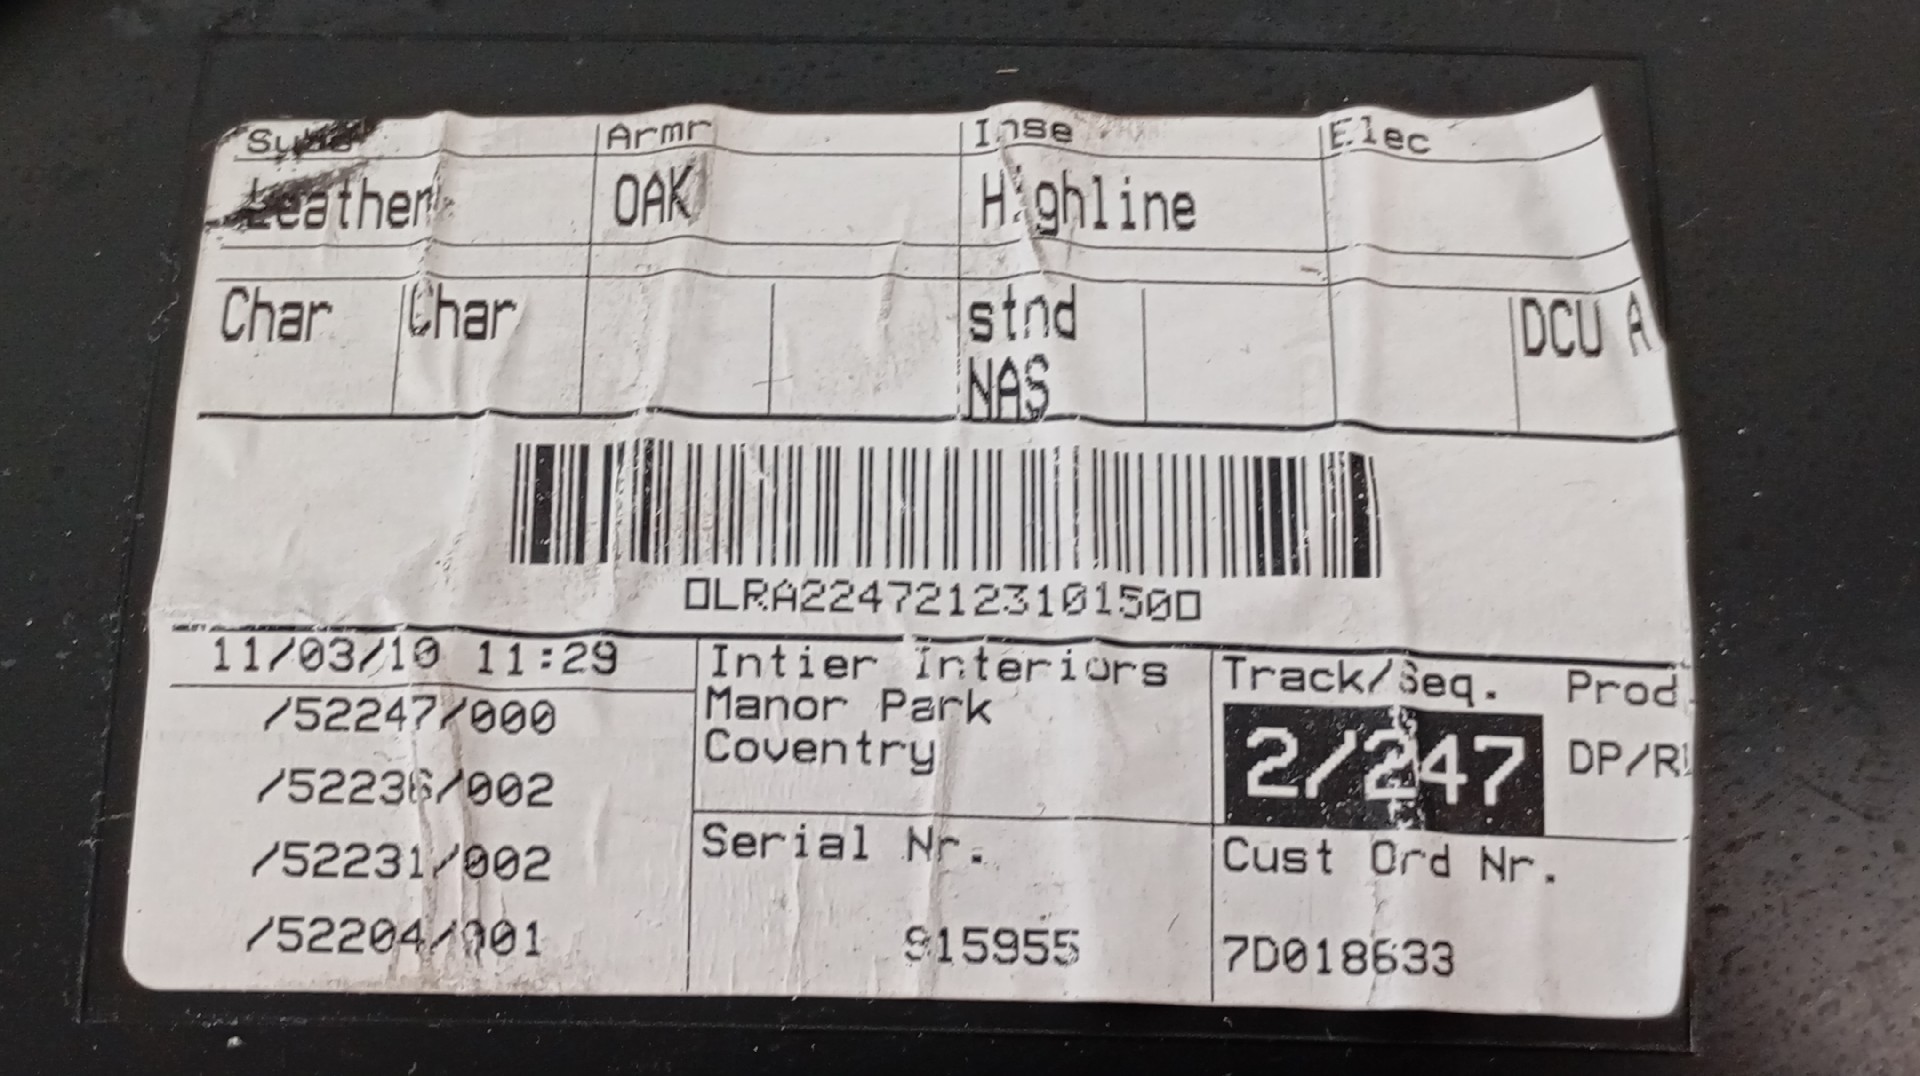 Armr Inse Elec
Leather OAK Highline
Char Char stnd DCU A
NAS
LRA22472123101500
11/03/10 11:29
/52247/000
/52236/002
/52231/002
/52204/001
Intier Interiors
Manor Park
Coventry
Serial Nr.
915955
Track/Seq. Prod
2/247 DP/R
Cust Ord Nr.
7D018633